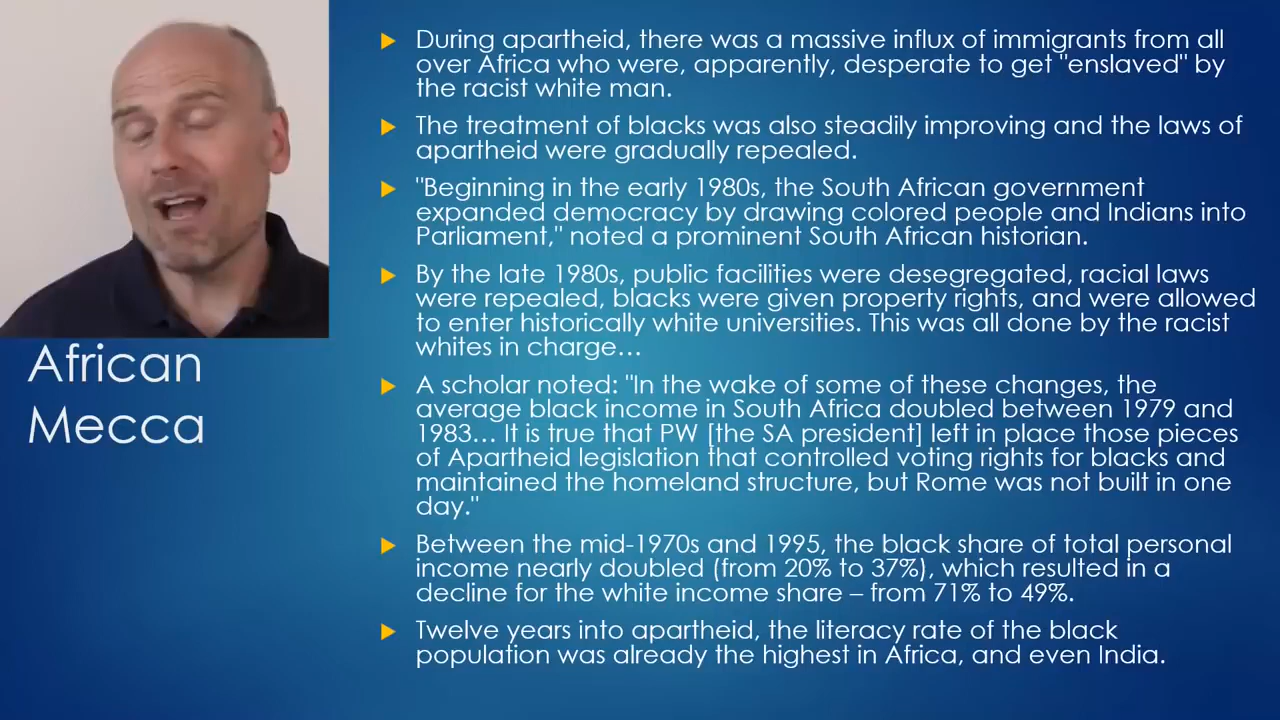 During apartheid, there was a massive influx of immigrants from all
over Africa who were, apparently, desperate to get "enslaved" by
the racist white man.
The treatment of blacks was also steadily improving and the laws of
apartheid were gradually repealed.
"Beginning in the early 1980s, the South African government
expanded democracy by drawing colored people and Indians into
Parliament," noted a prominent South African historian.
By the late 1980s, public facilities were desegregated, racial laws
were repealed, blacks were given property rights, and were allowed
to enter historically white universities. This was all done by the racist
whites in charge…
A scholar noted: "In the wake of some of these changes, the
average black income in South Africa doubled between 1979 and
1983… It is true that PW [the SA president] left in place those pieces
of Apartheid legislation that controlled voting rights for blacks and
maintained the homeland structure, but Rome was not built in one
day."
Between the mid-1970s and 1995, the black share of total personal
income nearly doubled (from 20% to 37%), which resulted in a
decline for the white income share – from 71% to 49%.
Twelve years into apartheid, the literacy rate of the black
population was already the highest in Africa, and even India.
African
Mecca